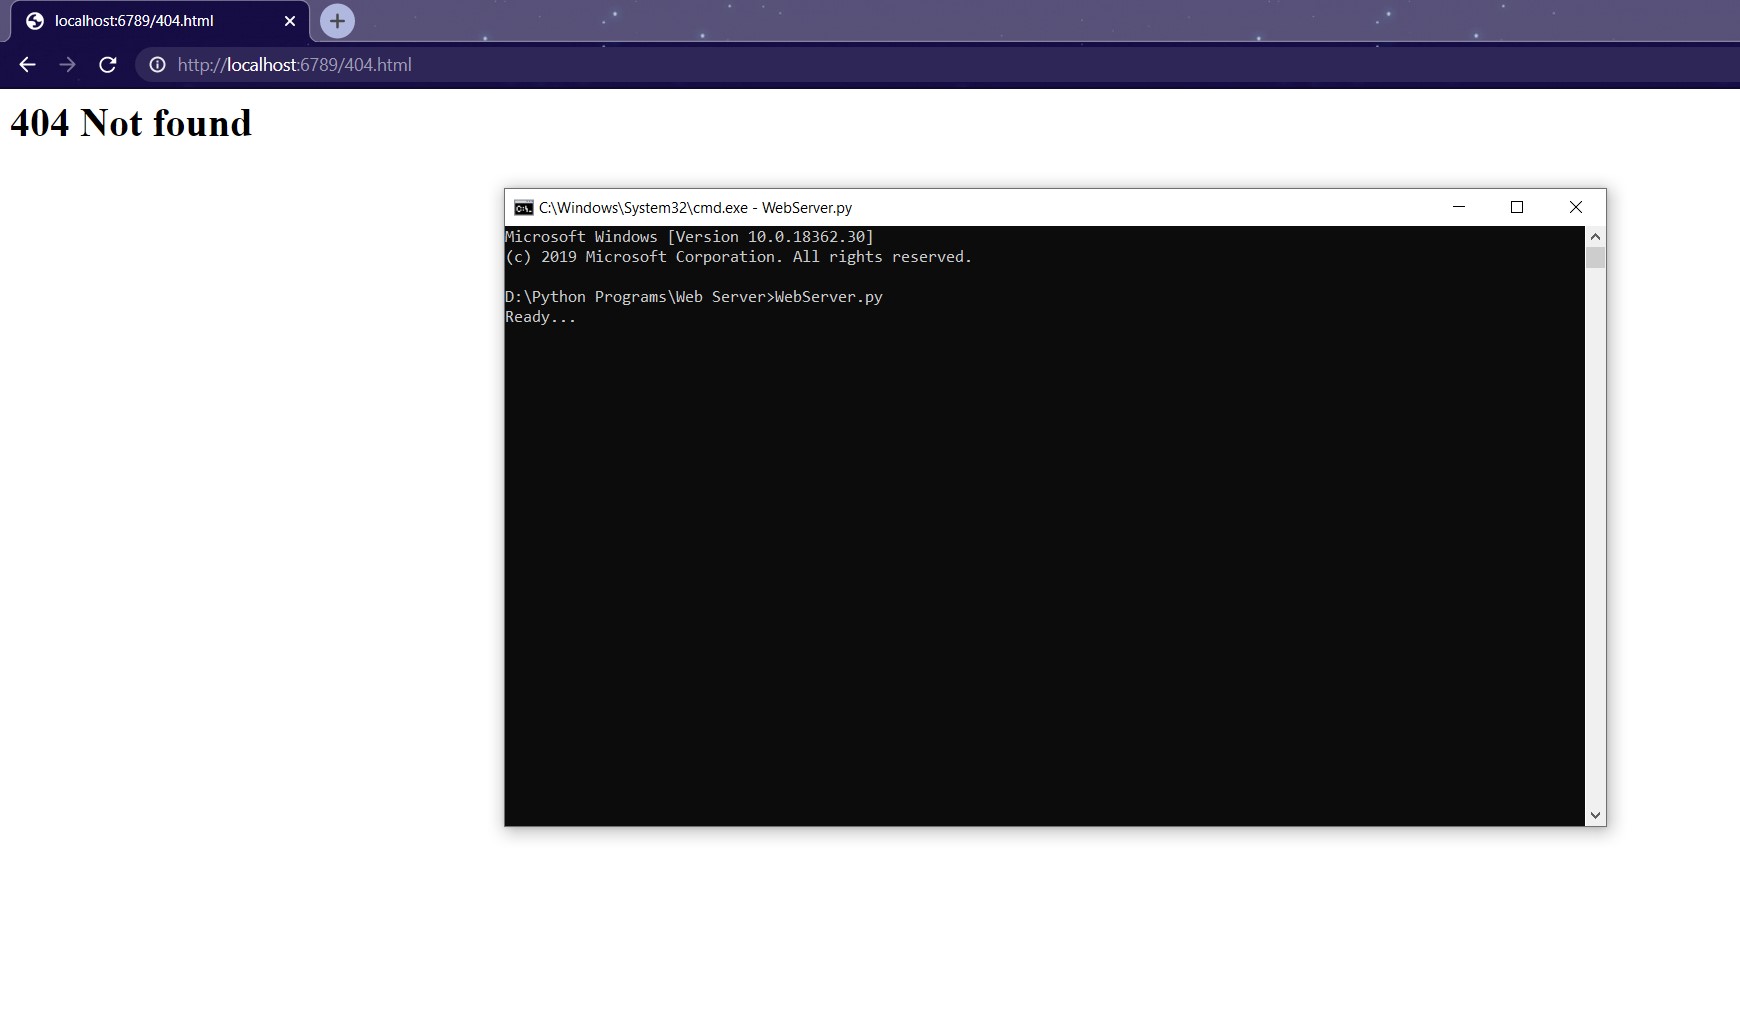 localhost:6789/404.html
http://localhost:6789/404.html
404 Not found
C:\Windows\System32\cmd.exe - WebServer.py
Microsoft Windows [Version 10.0.18362.30]
(c) 2019 Microsoft Corporation. All rights reserved.
D:\Python Programs\Web Server>WebServer.py
Ready...